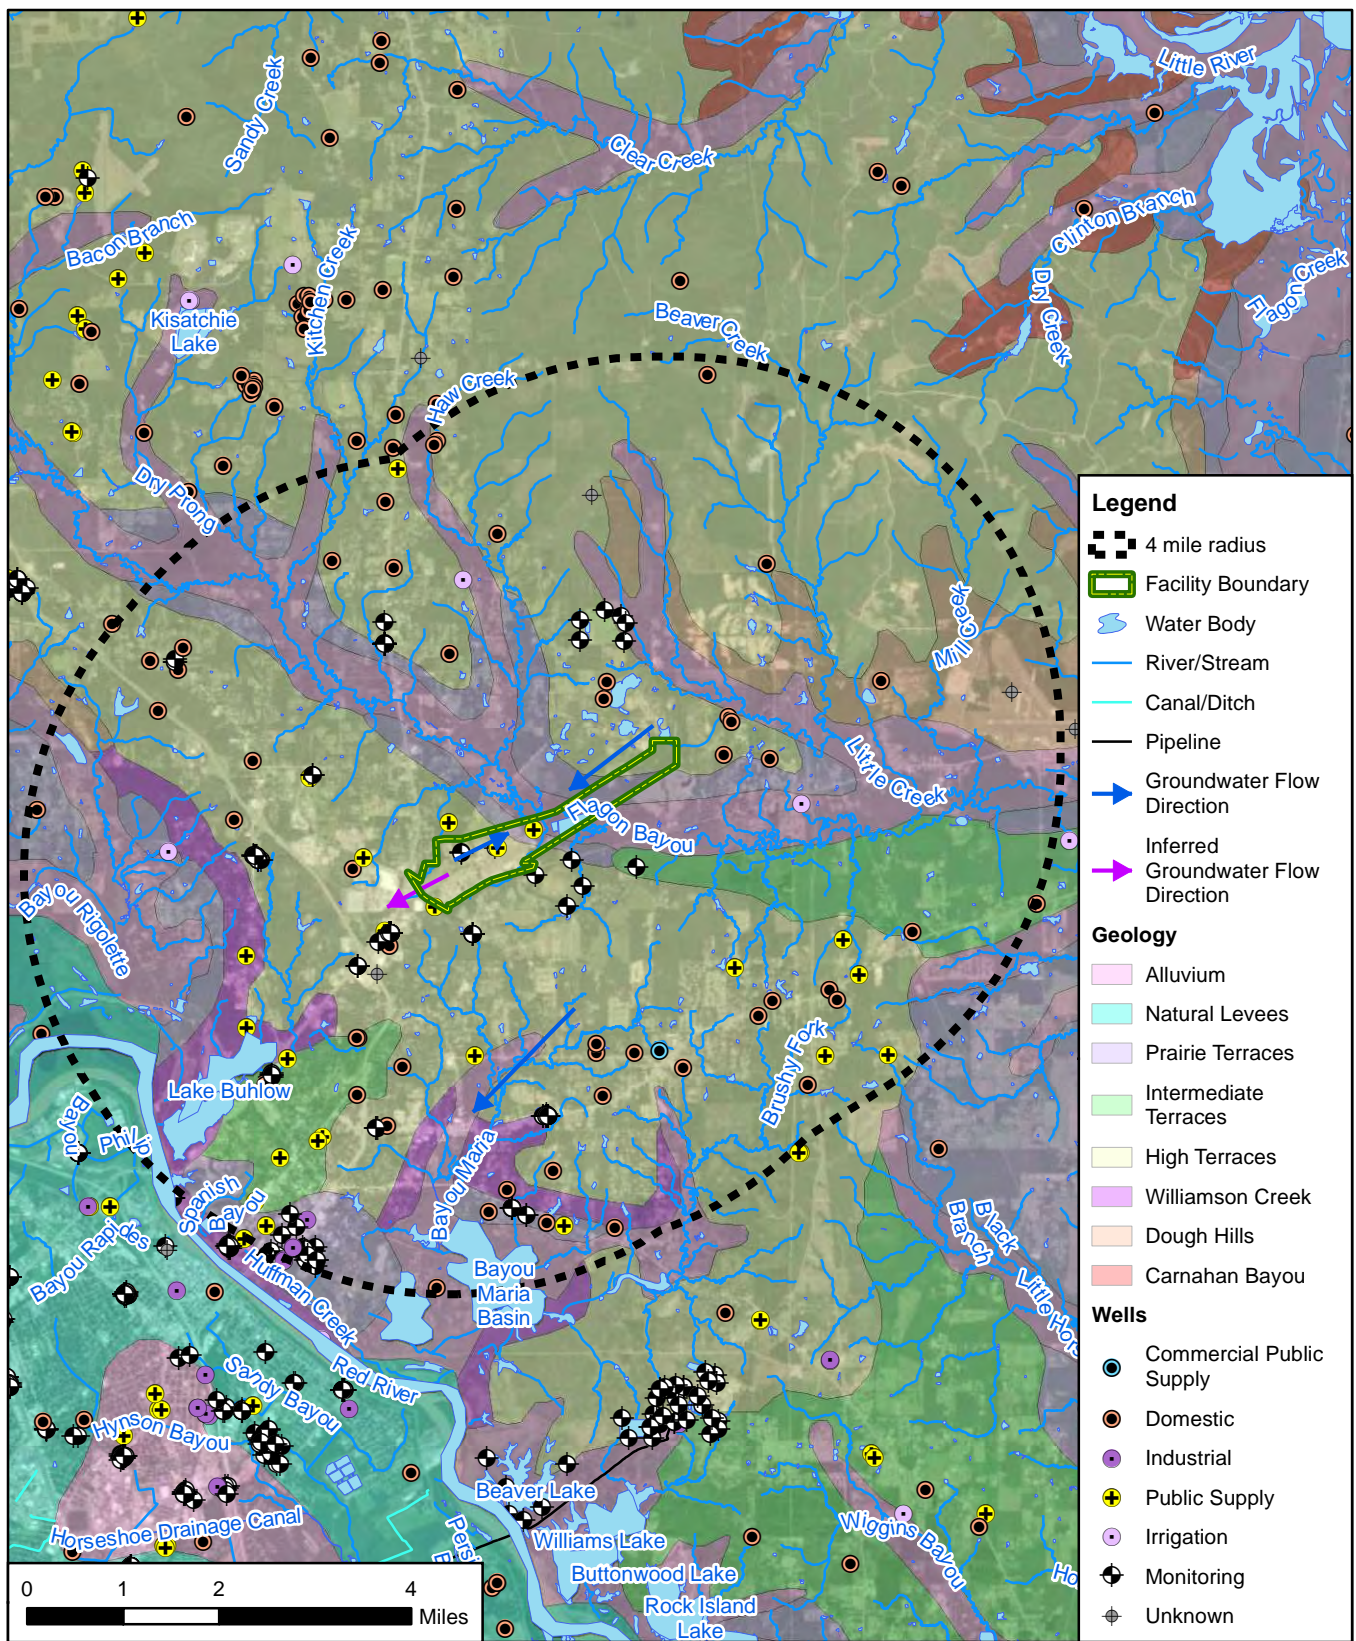 Little River
Sandy Creek
Clear Creek
Clinton Branch
Bacon Branch
Kitchen Creek
Flagon Creek
Dry Creek
Kisatchie
Lake
Beaver Creek
Haw Creek
Dry Prong
Mill Creek
Little Creek
Flagon Bayou
Bayou Rigolette
Brushy Fork
Lake Buhlow
Bayou
Philip
Bayou Maria
Spanish
Bayou
Black
Branch
Bayou Rapides
Huffman Creek
Bayou
Maria
Basin
Red River
Sandy Bayou
Hynson Bayou
Beaver Lake
Horseshoe Drainage Canal
Williams Lake
Wiggins Bayou
Buttonwood Lake
Rock Island
Lake
Legend
4 mile radius
Facility Boundary
Water Body
River/Stream
Canal/Ditch
Pipeline
Groundwater Flow
Direction
Inferred
Groundwater Flow
Direction
Geology
Alluvium
Natural Levees
Prairie Terraces
Intermediate
Terraces
High Terraces
Williamson Creek
Dough Hills
Carnahan Bayou
Wells
Commercial Public
Supply
Domestic
Industrial
Public Supply
Irrigation
Monitoring
Unknown
0 1 2 4
Miles